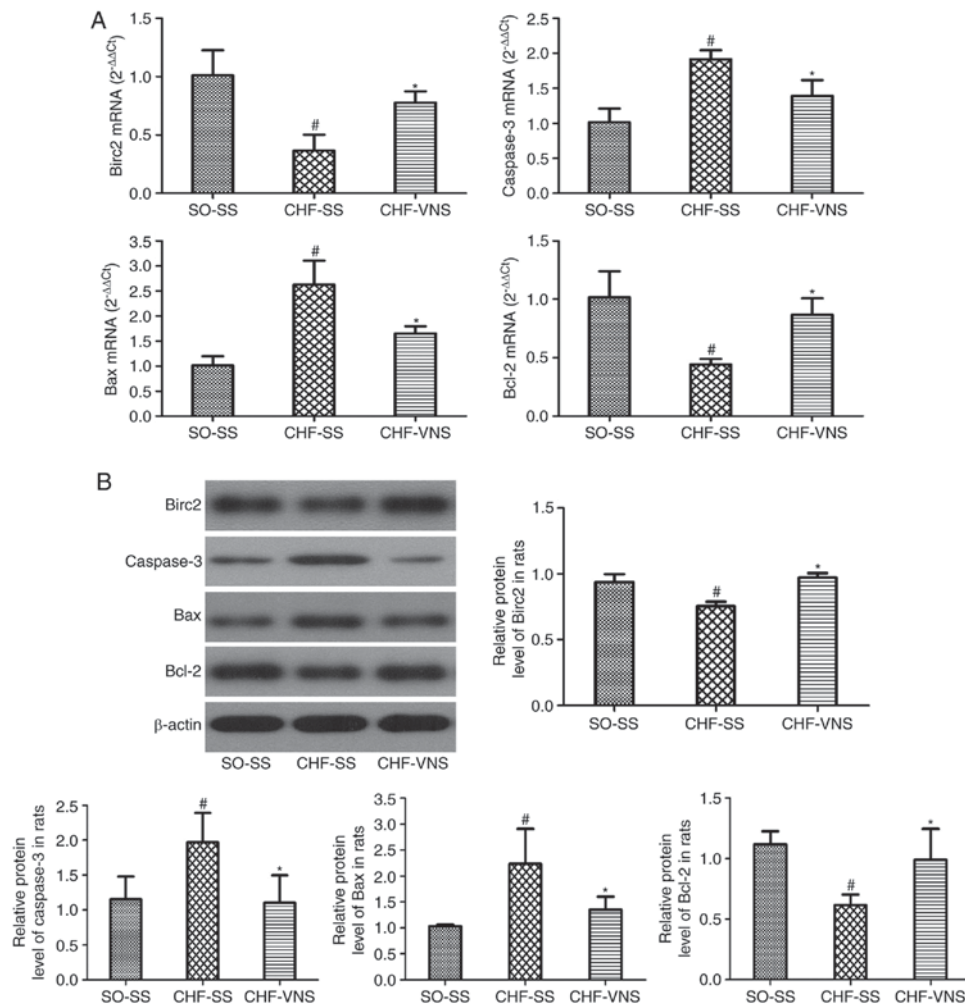 A
Birc2 mRNA (2-ΔΔCt)
1.5
1.0
0.5
0.0
#
*
SO-SS CHF-SS CHF-VNS
Caspase-3 mRNA (2-ΔΔCt)
2.5
2.0
1.5
1.0
0.5
0.0
#
*
SO-SS CHF-SS CHF-VNS
Bax mRNA (2-ΔΔCt)
3.5
3.0
2.5
2.0
1.5
1.0
0.5
0.0
#
*
SO-SS CHF-SS CHF-VNS
Bcl-2 mRNA (2-ΔΔCt)
1.5
1.0
0.5
0.0
#
*
SO-SS CHF-SS CHF-VNS
B
Birc2
Caspase-3
Bax
Bcl-2
β-actin
SO-SS CHF-SS CHF-VNS
Relative protein
level of Birc2 in rats
1.5
1.0
0.5
0.0
#
*
SO-SS CHF-SS CHF-VNS
Relative protein
level of caspase-3 in rats
2.5
2.0
1.5
1.0
0.5
0.0
#
*
SO-SS CHF-SS CHF-VNS
Relative protein
level of Bax in rats
3.5
3.0
2.5
2.0
1.5
1.0
0.5
0.0
#
*
SO-SS CHF-SS CHF-VNS
Relative protein
level of Bcl-2 in rats
1.5
1.0
0.5
0.0
#
*
SO-SS CHF-SS CHF-VNS